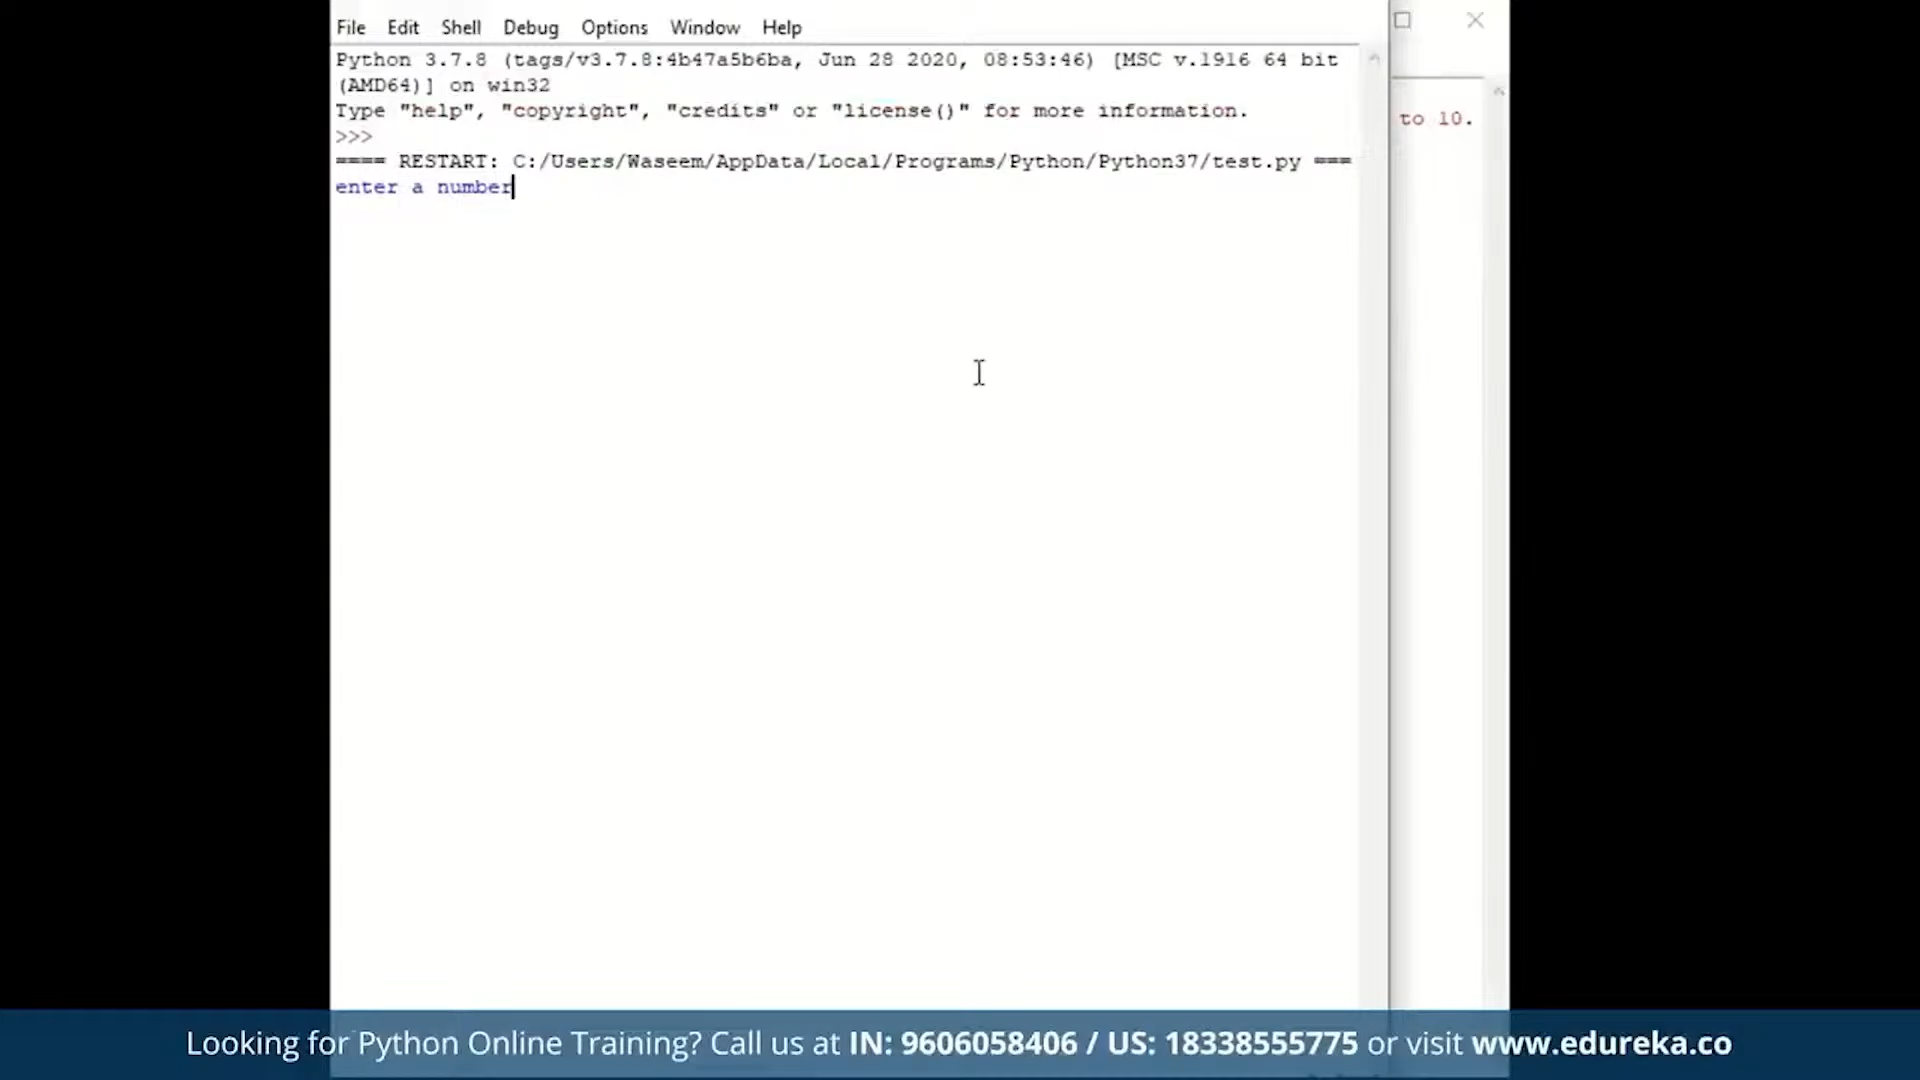 File Edit Shell Debug Options Window Help
Python 3.7.8 (tags/v3.7.8:4b47a5b6ba, Jun 28 2020, 08:53:46) [MSC v.1916 64 bit
(AMD64)] on win32
Type "help", "copyright", "credits" or "license()" for more information.
>>>
==== RESTART: C:/Users/Waseem/AppData/Local/Programs/Python/Python37/test.py ===
enter a number
to 10.
Looking for Python Online Training? Call us at IN: 9606058406 / US: 18338555775 or visit www.edureka.co